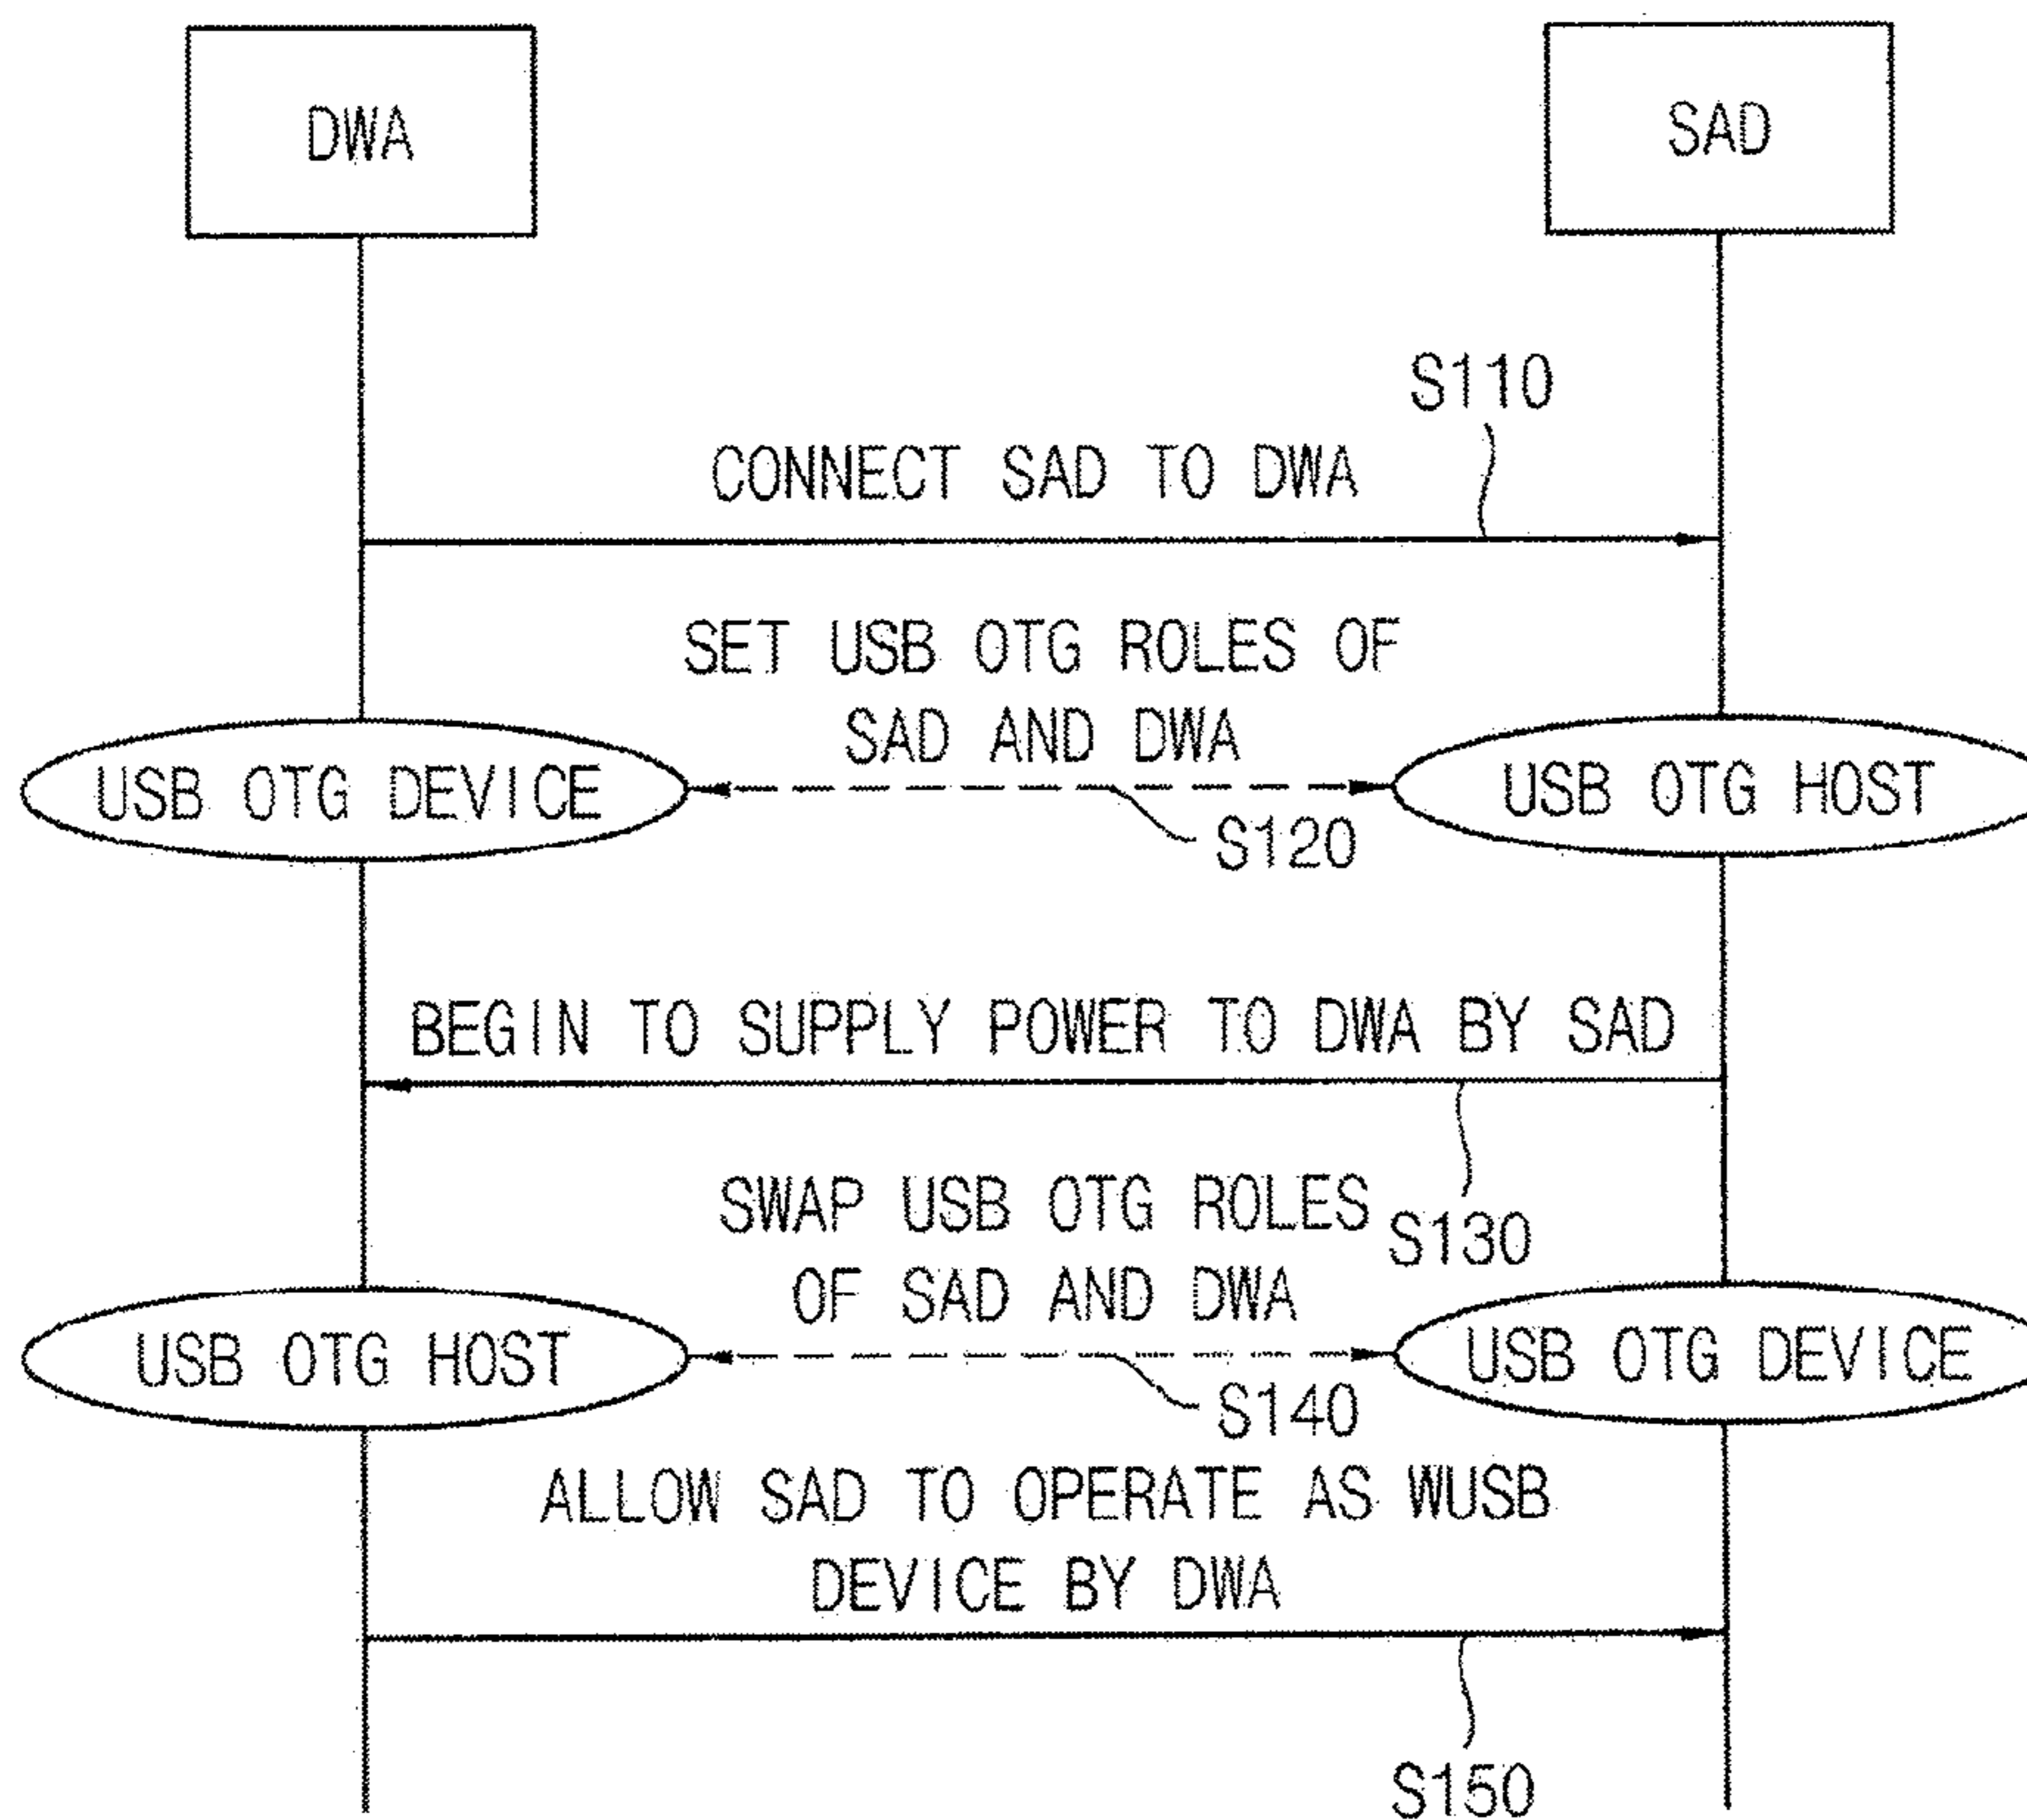 DWA
SAD
S110
CONNECT SAD TO DWA
SET USB OTG ROLES OF
SAD AND DWA
USB OTG DEVICE
USB OTG HOST
S120
BEGIN TO SUPPLY POWER TO DWA BY SAD
S130
SWAP USB OTG ROLES
OF SAD AND DWA
USB OTG HOST
USB OTG DEVICE
S140
ALLOW SAD TO OPERATE AS WUSB
DEVICE BY DWA
S150